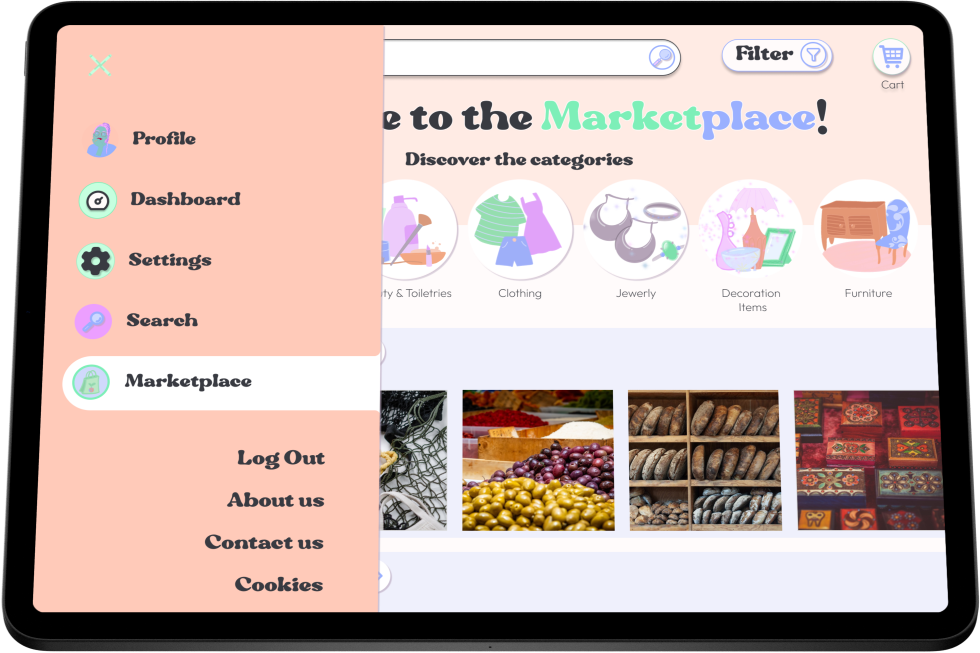 Filter
Cart
Profile
e to the Marketplace!
Discover the categories
Dashboard
Settings
ty & Toiletries
Clothing
Jewerly
Decoration
Items
Furniture
Search
Marketplace
Log Out
About us
Contact us
Cookies